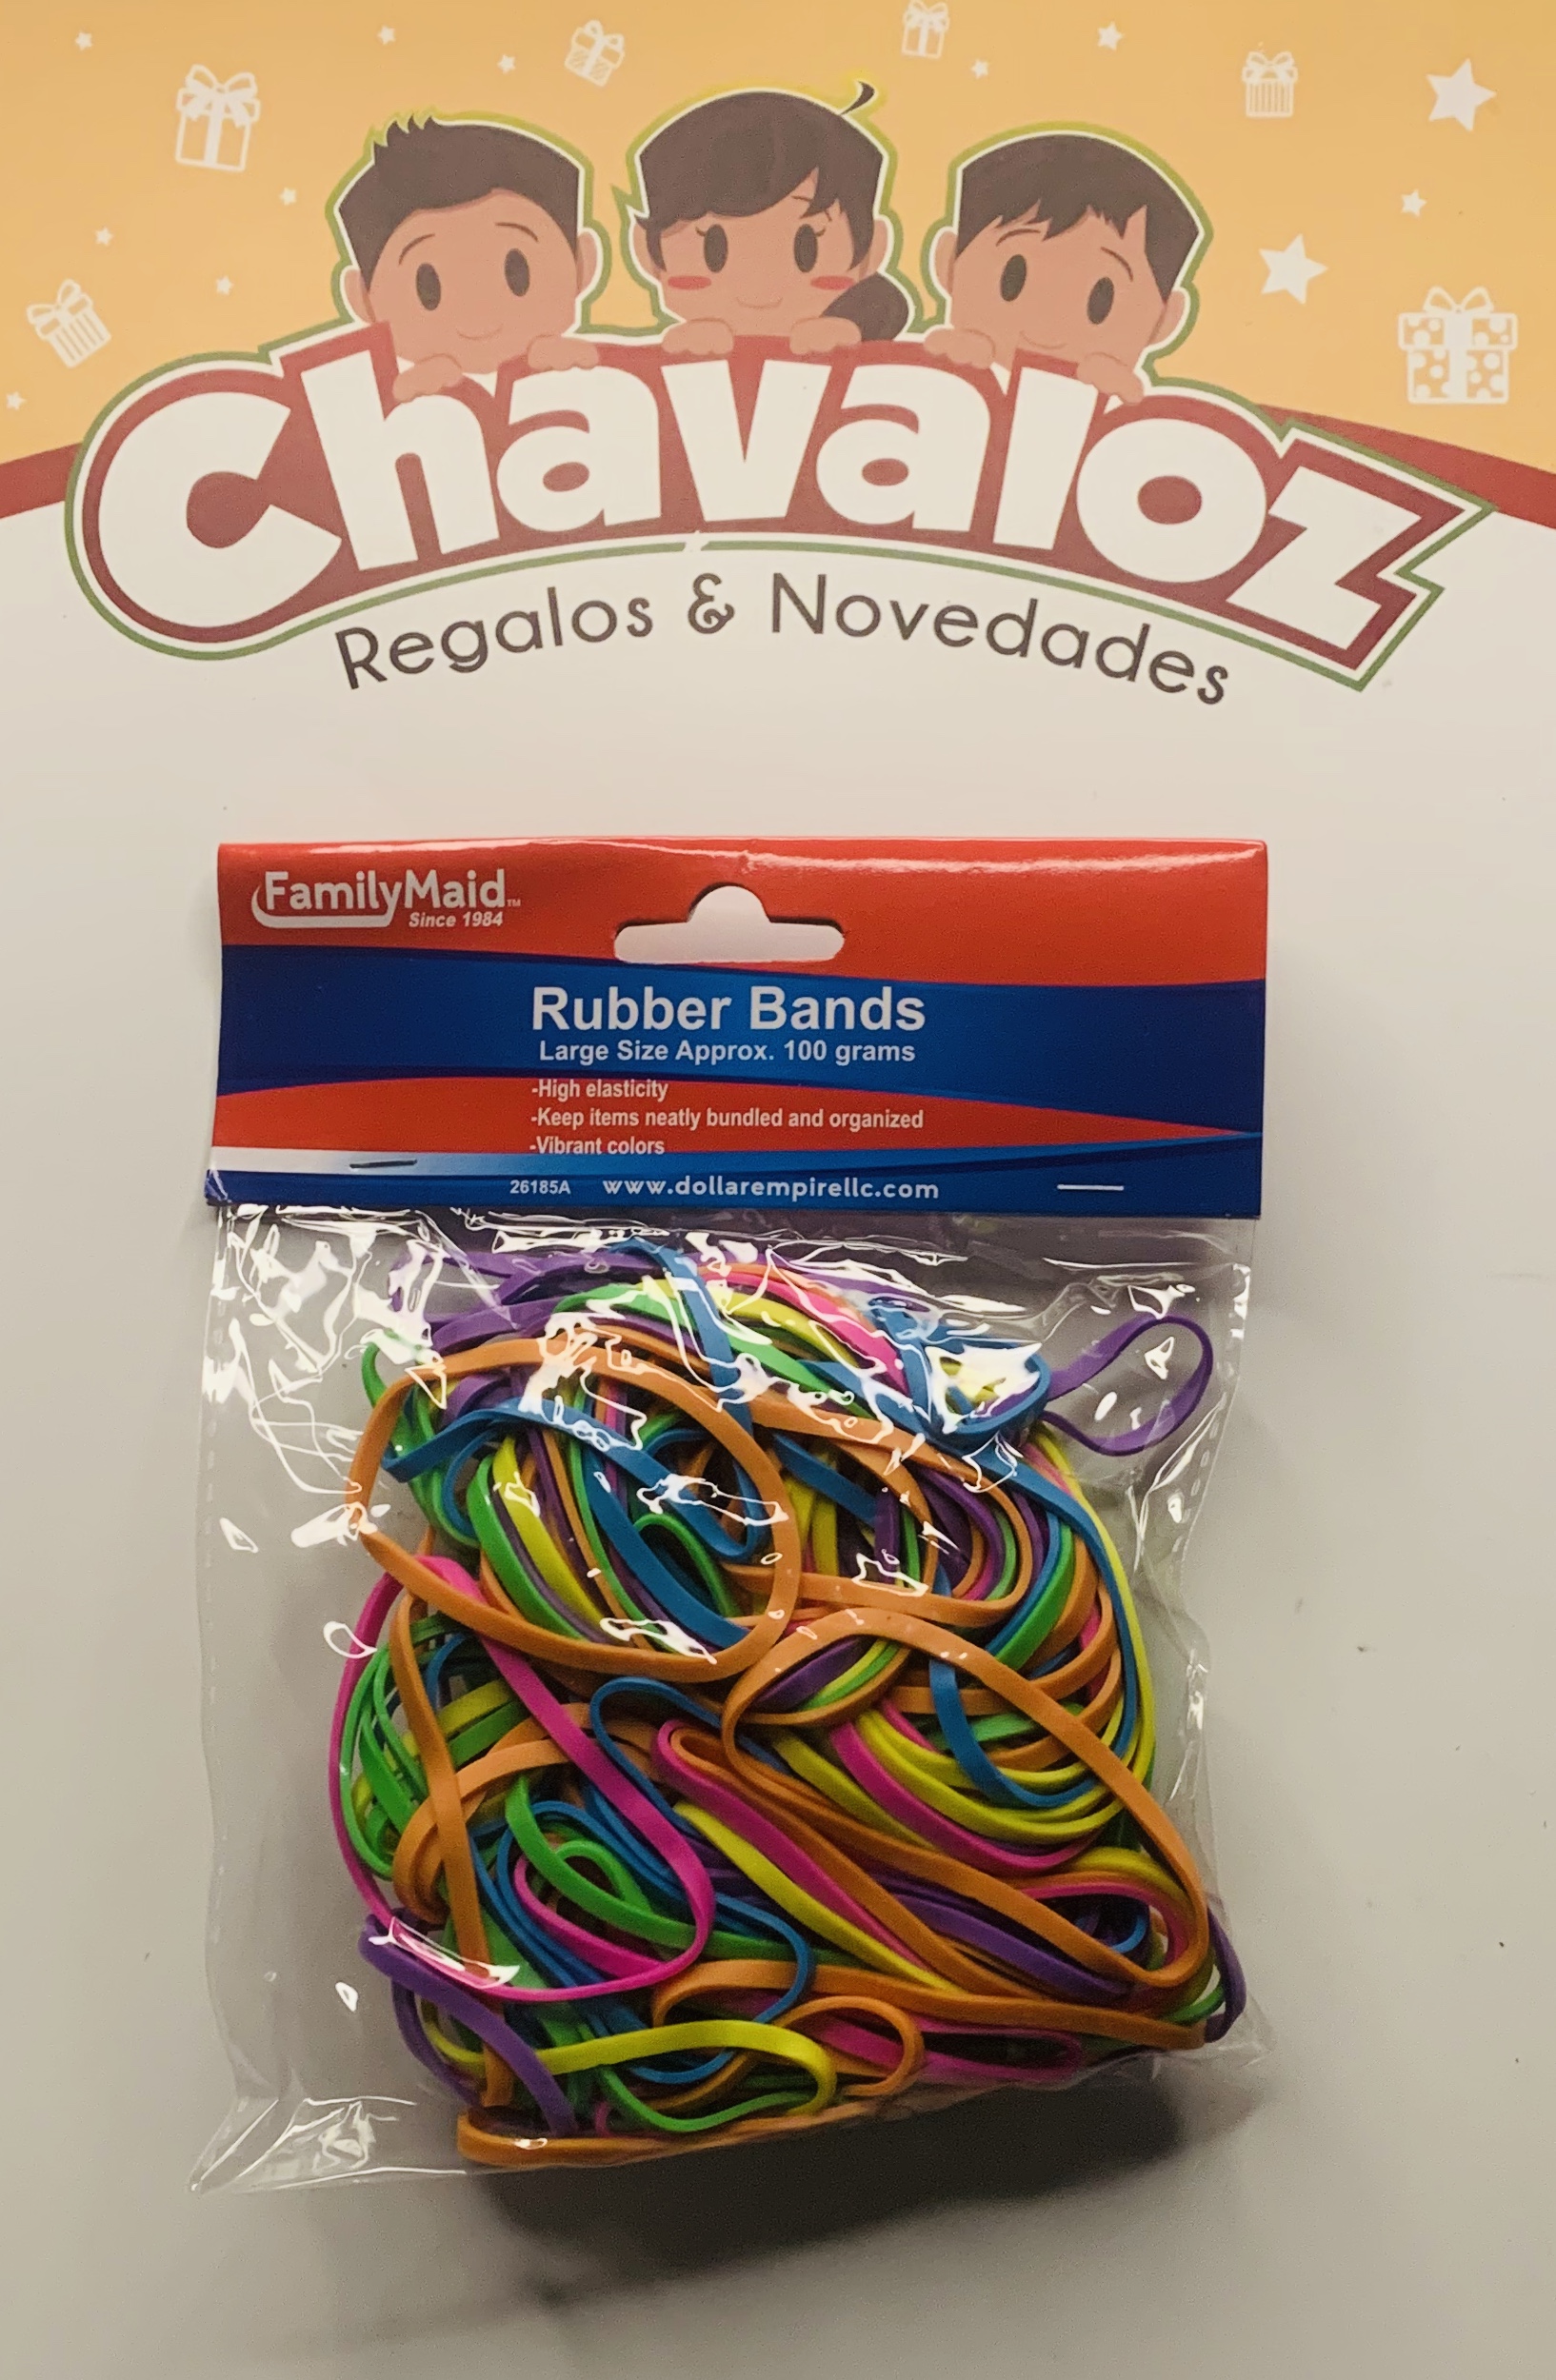 Chavaloz
Regalos & Novedades
FamilyMaid™
Since 1984
Rubber Bands
Large Size Approx. 100 grams
-High elasticity
-Keep items neatly bundled and organized
-Vibrant colors
26185A www.dollarempirellc.com